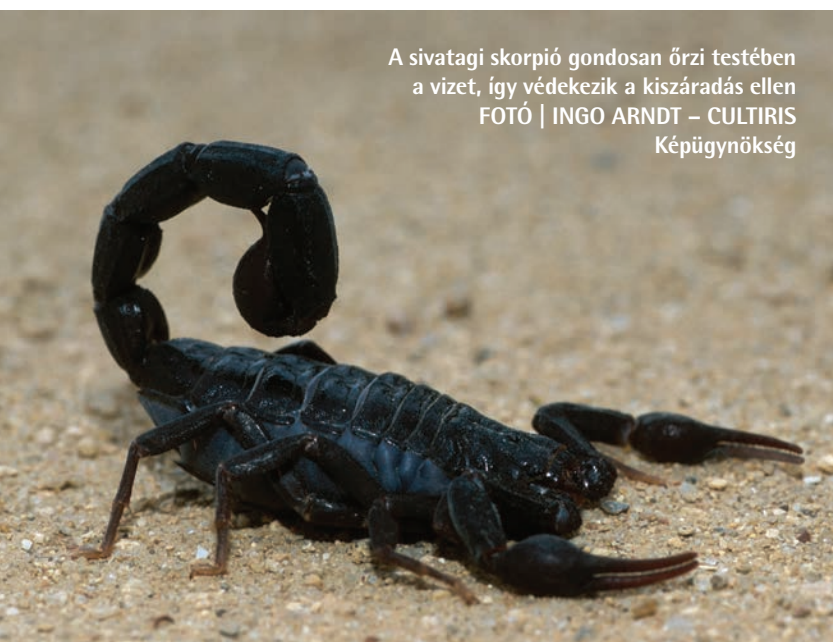 A sivatagi skorpió gondosan őrzi testében
a vizet, így védekezik a kiszáradás ellen
FOTÓ | INGO ARNDT – CULTIRIS
Képügynökség